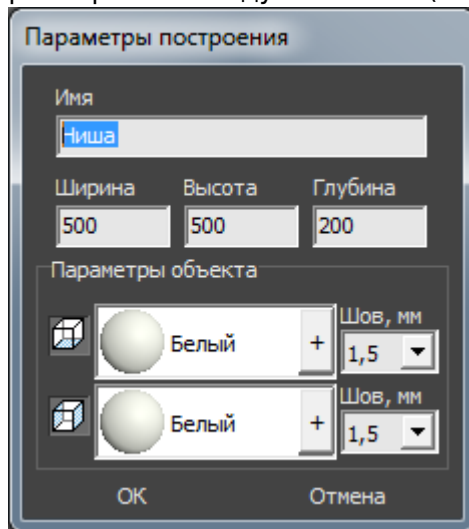 Параметры построения
Имя
Ниша
Ширина Высота Глубина
500 500 200
Параметры объекта
Шов, мм
Белый + 1,5
Шов, мм
Белый + 1,5
ОК Отмена